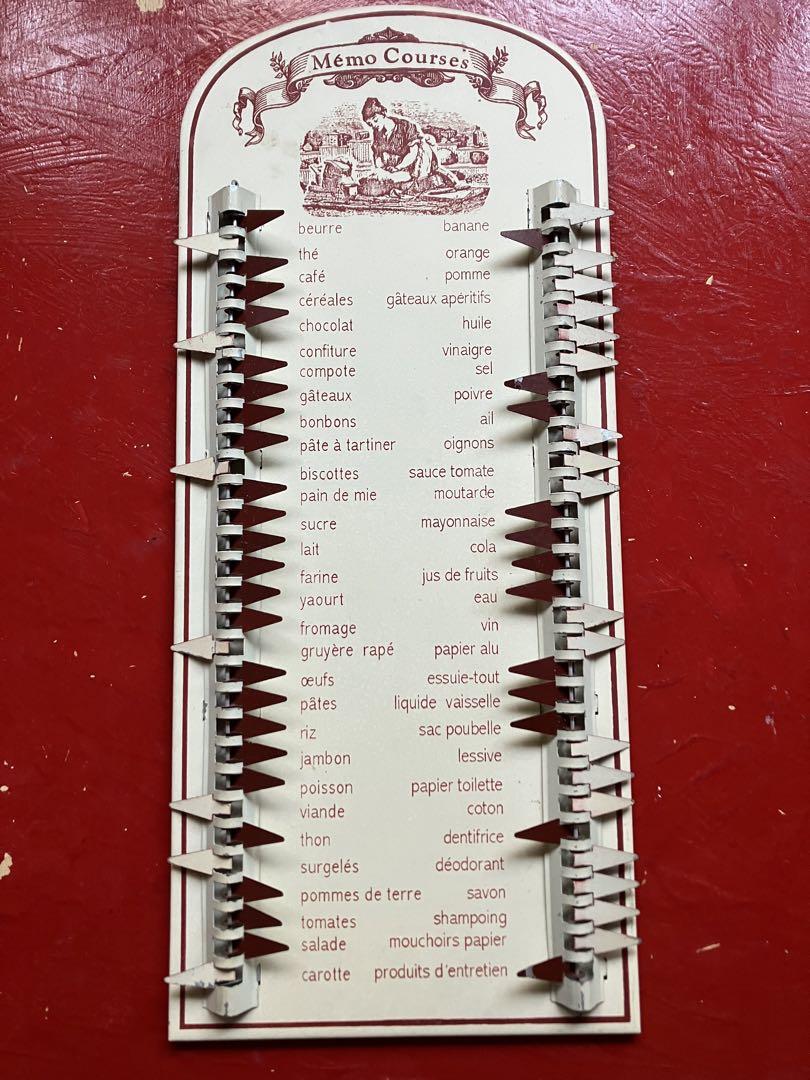 Mémo Courses
beurre banane
thé orange
café pomme
céréales gâteaux apéritifs
chocolat huile
confiture vinaigre
compote sel
gâteaux poivre
bonbons ail
pâte à tartiner oignons
biscottes sauce tomate
pain de mie moutarde
sucre mayonnaise
lait cola
farine jus de fruits
yaourt eau
fromage vin
gruyère rapé papier alu
œufs essuie-tout
pâtes liquide vaisselle
riz sac poubelle
jambon lessive
poisson papier toilette
viande coton
thon dentifrice
surgelés déodorant
pommes de terre savon
tomates shampoing
salade mouchoirs papier
carotte produits d'entretien